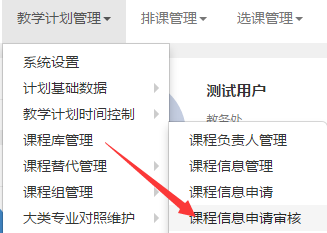 教学计划管理 排课管理 选课管理
系统设置
计划基础数据
教学计划时间控制
课程库管理
课程替代管理
课程组管理
大类专业对照维护
测试用户
教务处
课程负责人管理
课程信息管理
课程信息申请
课程信息申请审核